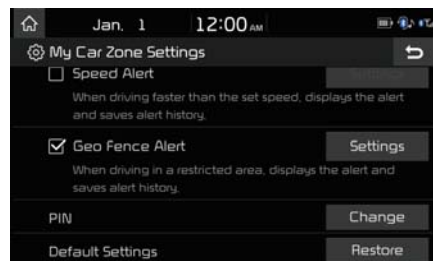 Jan. 1 12:00 AM
My Car Zone Settings
Speed Alert Settings
When driving faster than the set speed, displays the alert
and saves alert history.
Geo Fence Alert Settings
When driving in a restricted area, displays the alert and
saves alert history.
PIN Change
Default Settings Restore